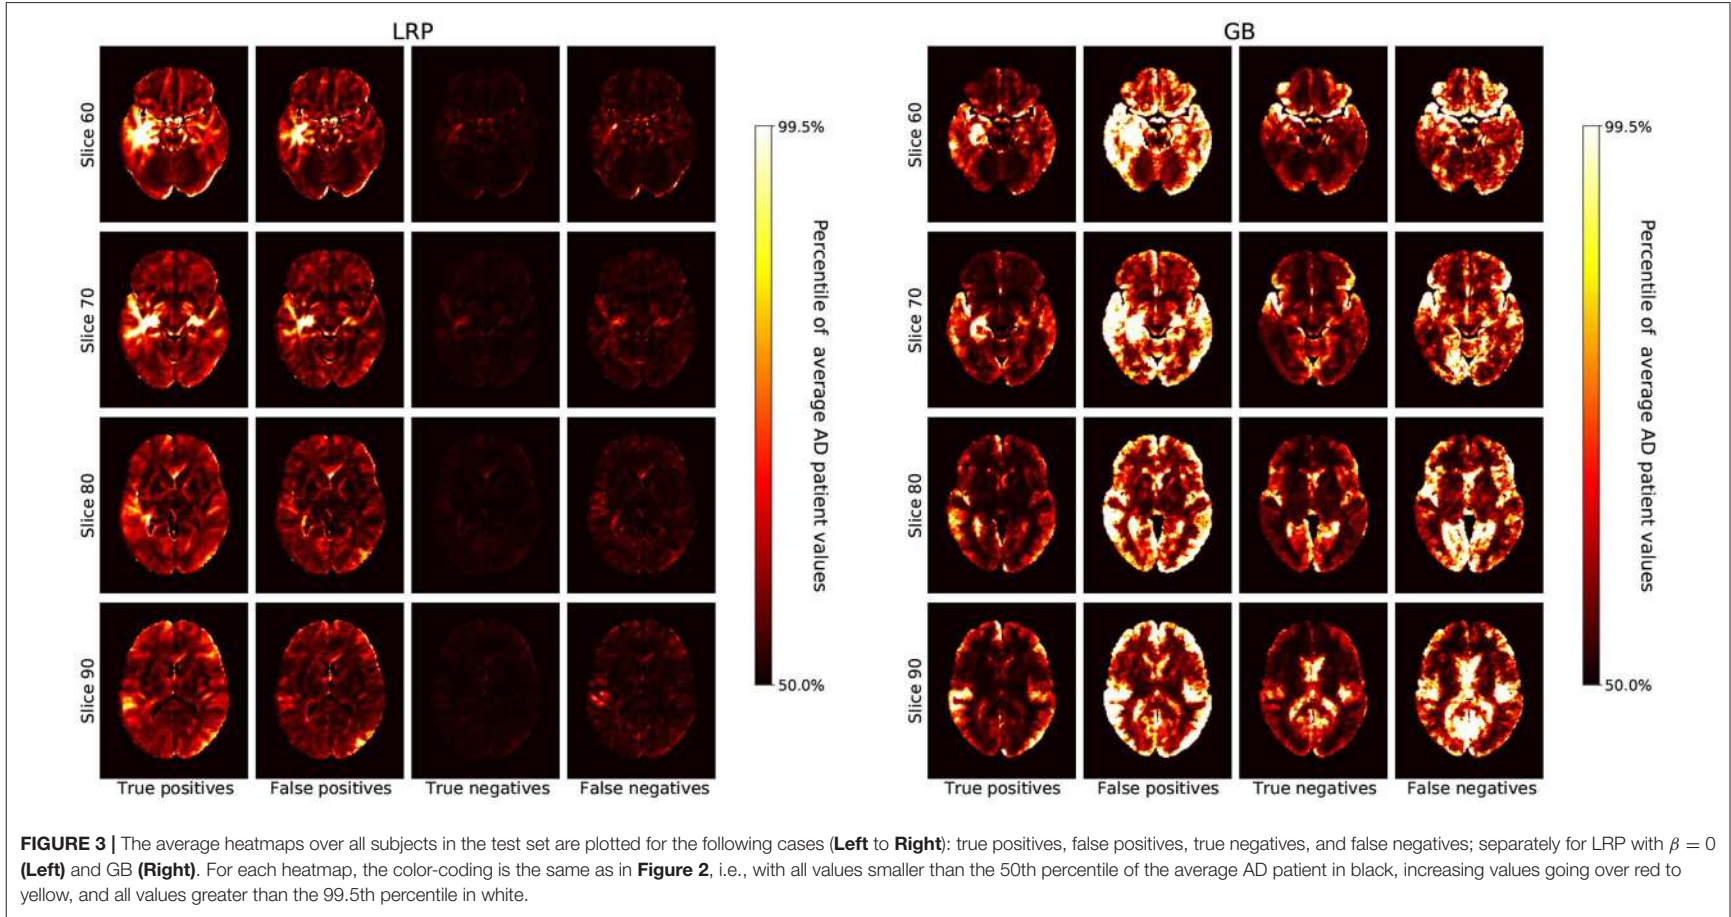 LRP
GB
Slice 60
Slice 70
Slice 80
Slice 90
True positives
False positives
True negatives
False negatives
99.5%
50.0%
Percentile of average AD patient values
Slice 60
Slice 70
Slice 80
Slice 90
True positives
False positives
True negatives
False negatives
99.5%
50.0%
Percentile of average AD patient values
FIGURE 3 | The average heatmaps over all subjects in the test set are plotted for the following cases (Left to Right): true positives, false positives, true negatives, and false negatives; separately for LRP with β = 0
(Left) and GB (Right). For each heatmap, the color-coding is the same as in Figure 2, i.e., with all values smaller than the 50th percentile of the average AD patient in black, increasing values going over red to
yellow, and all values greater than the 99.5th percentile in white.